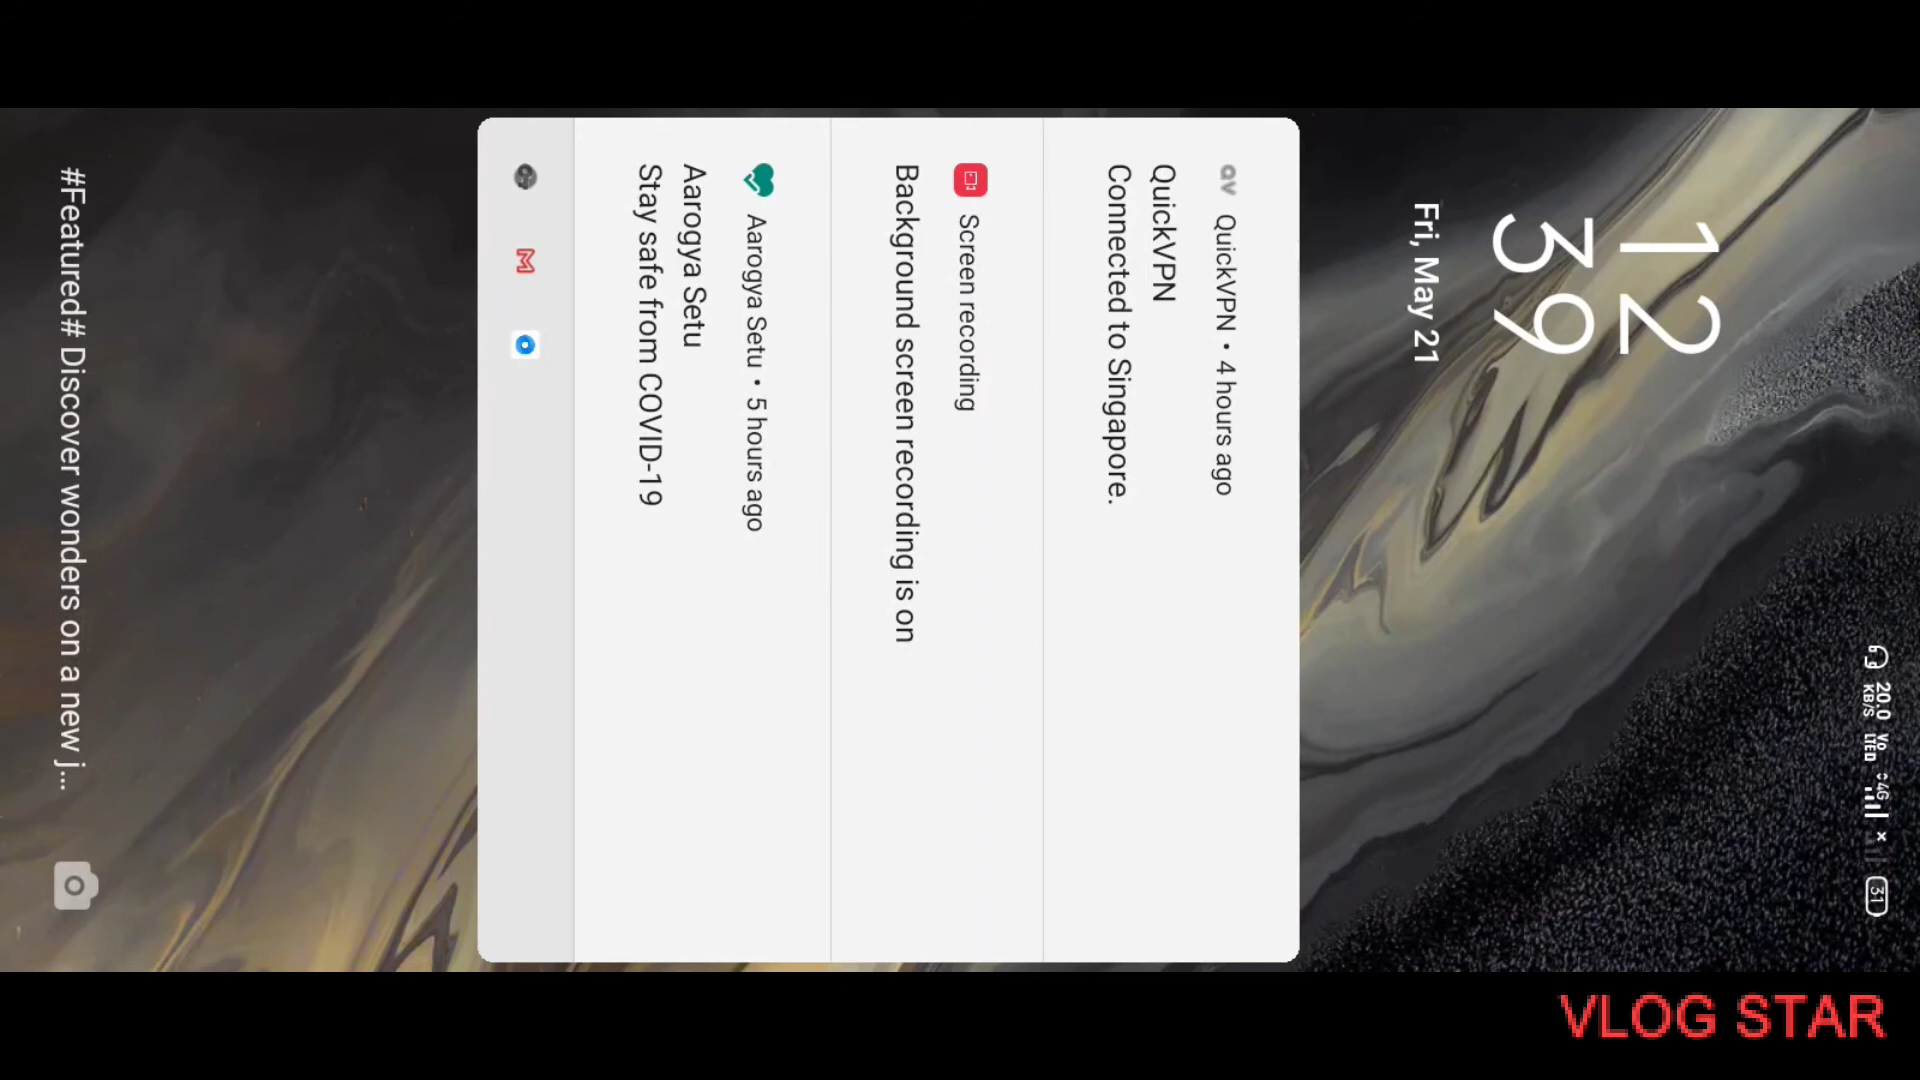 20.0
KB/S
Vo
LTED
4G
31
12
39
Fri, May 21
QuickVPN • 4 hours ago
QuickVPN
Connected to Singapore.
Screen recording
Background screen recording is on
Aarogya Setu • 5 hours ago
Aarogya Setu
Stay safe from COVID-19
#Featured# Discover wonders on a new j...
VLOG STAR